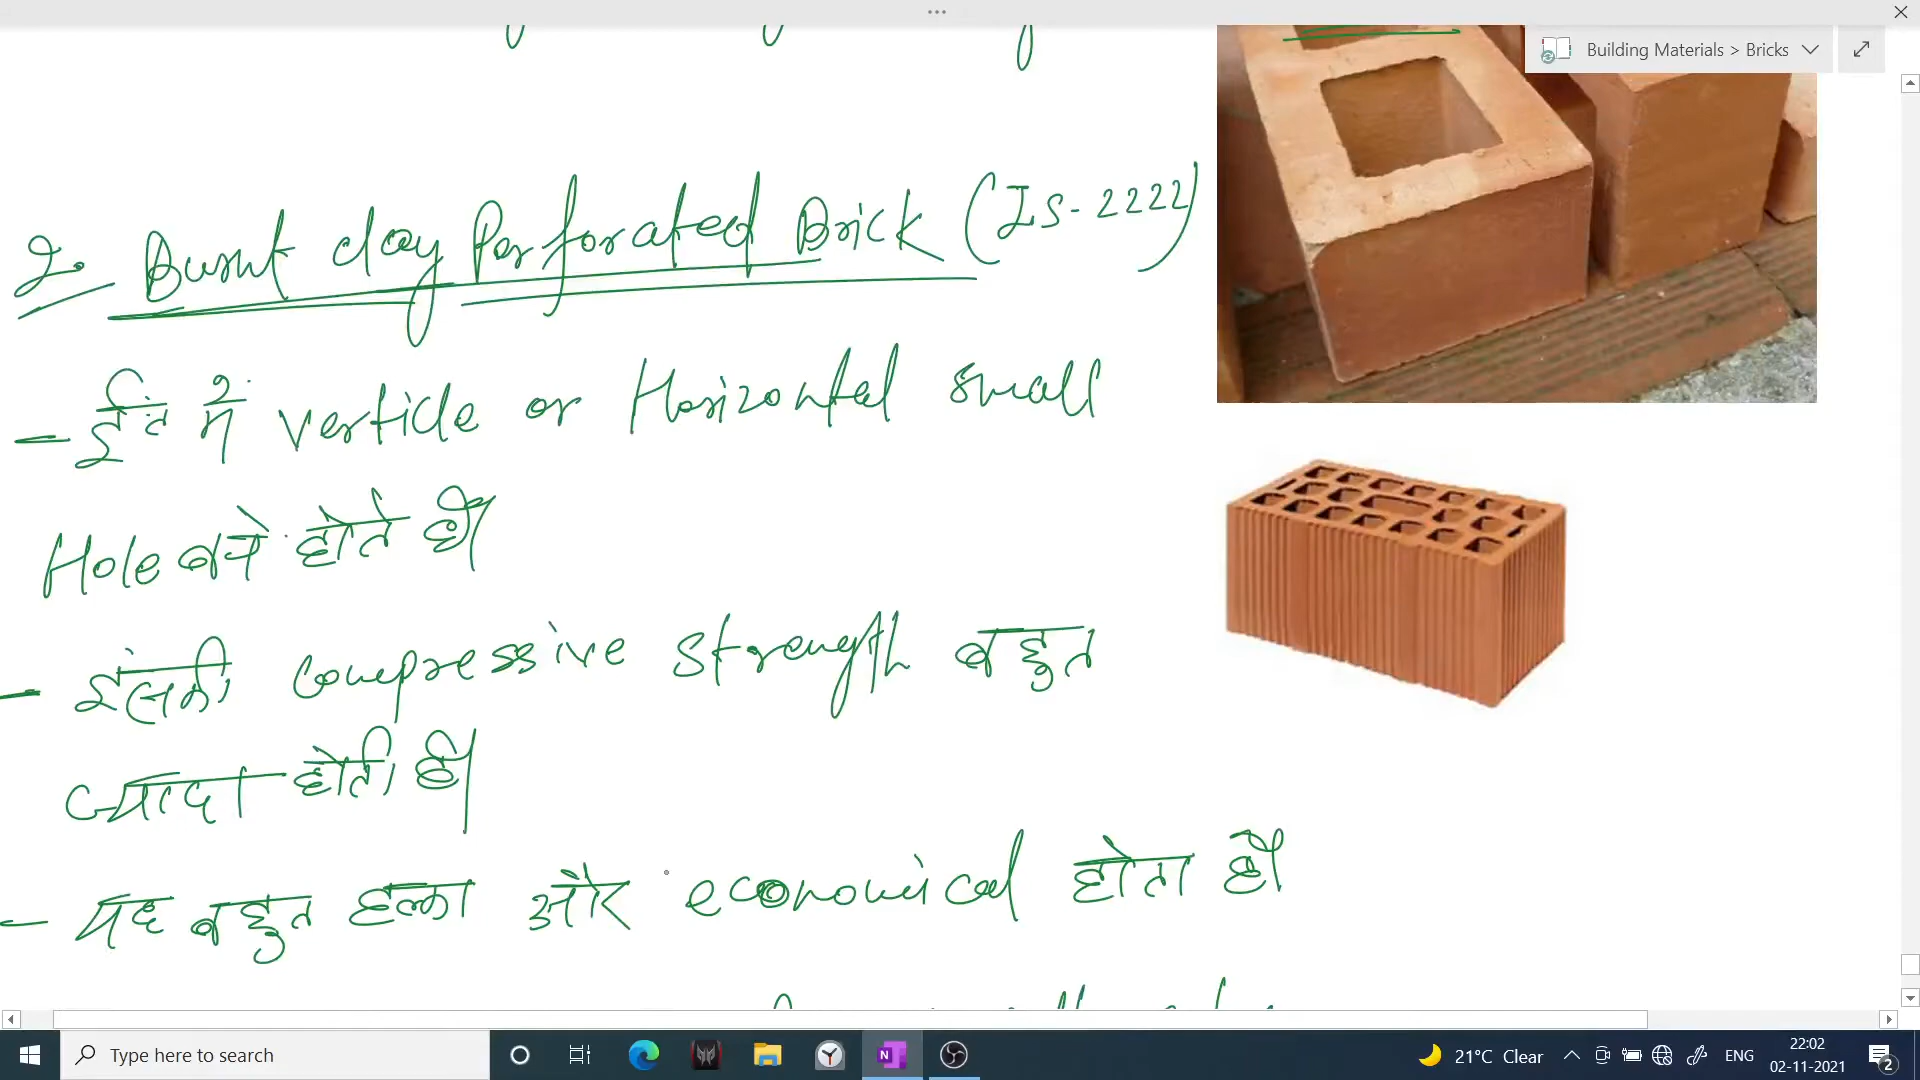 Building Materials > Bricks
2. Burnt clay Perforated Brick (IS-2222)
- ईंट में verticle or Horizontal small
Hole बने होते है।
- इसकी compressive strength बहुत
ज्यादा होती है।
- यह बहुत हल्का और economical होता है
Type here to search
21°C Clear
ENG
22:02
02-11-2021
2